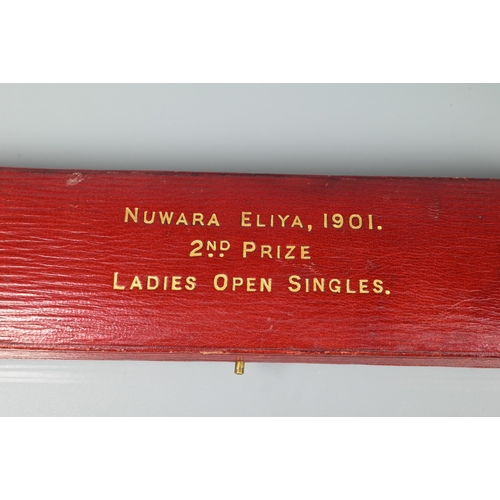 NUWARA ELIYA, 1901.
2ND. PRIZE
LADIES OPEN SINGLES.